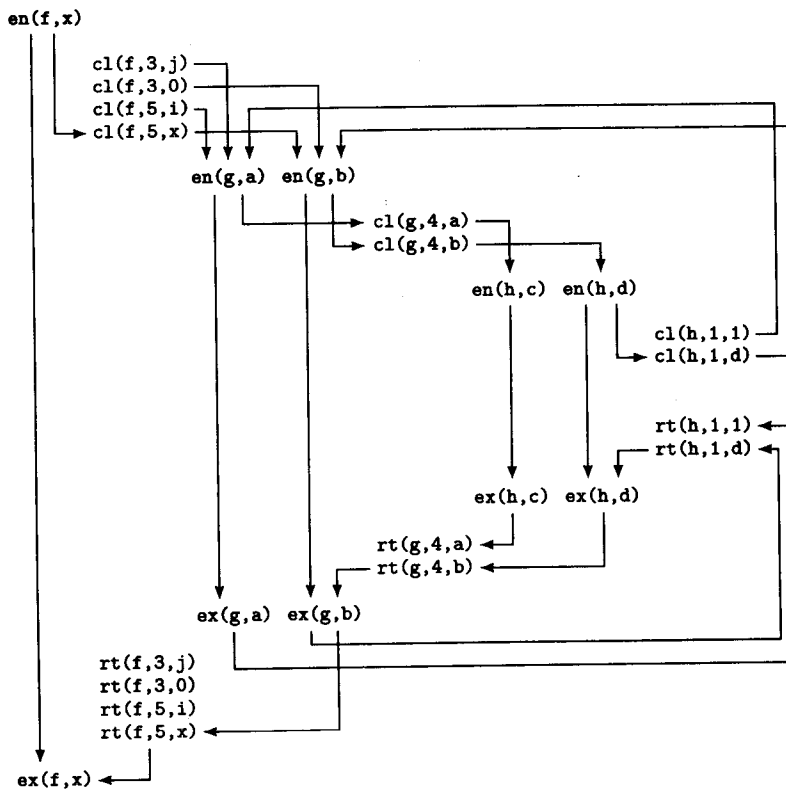 en(f,x)
cl(f,3,j)
cl(f,3,0)
cl(f,5,i)
cl(f,5,x)
en(g,a) en(g,b)
cl(g,4,a)
cl(g,4,b)
en(h,c) en(h,d)
cl(h,1,1)
cl(h,1,d)
rt(h,1,1)
rt(h,1,d)
ex(h,c) ex(h,d)
rt(g,4,a)
rt(g,4,b)
ex(g,a) ex(g,b)
rt(f,3,j)
rt(f,3,0)
rt(f,5,i)
rt(f,5,x)
ex(f,x)